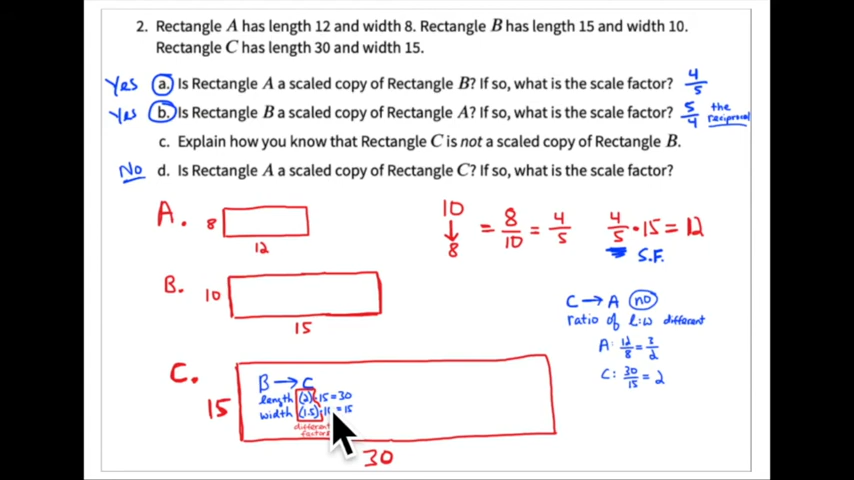 2. Rectangle A has length 12 and width 8. Rectangle B has length 15 and width 10.
Rectangle C has length 30 and width 15.
Yes a. Is Rectangle A a scaled copy of Rectangle B? If so, what is the scale factor? 4/5
Yes b. Is Rectangle B a scaled copy of Rectangle A? If so, what is the scale factor? 5/4 the reciprocal
c. Explain how you know that Rectangle C is not a scaled copy of Rectangle B.
No d. Is Rectangle A a scaled copy of Rectangle C? If so, what is the scale factor?
A. 8
12
10 ↓ 8 = 8/10 = 4/5
4/5 • 15 = 12
S.F.
B. 10
15
C → A no
ratio of l:w different
A: 12/8 = 3/2
C: 30/15 = 2
C. 15
B → C
length (2)·15=30
width (1.5)·10=15
different
factors
30